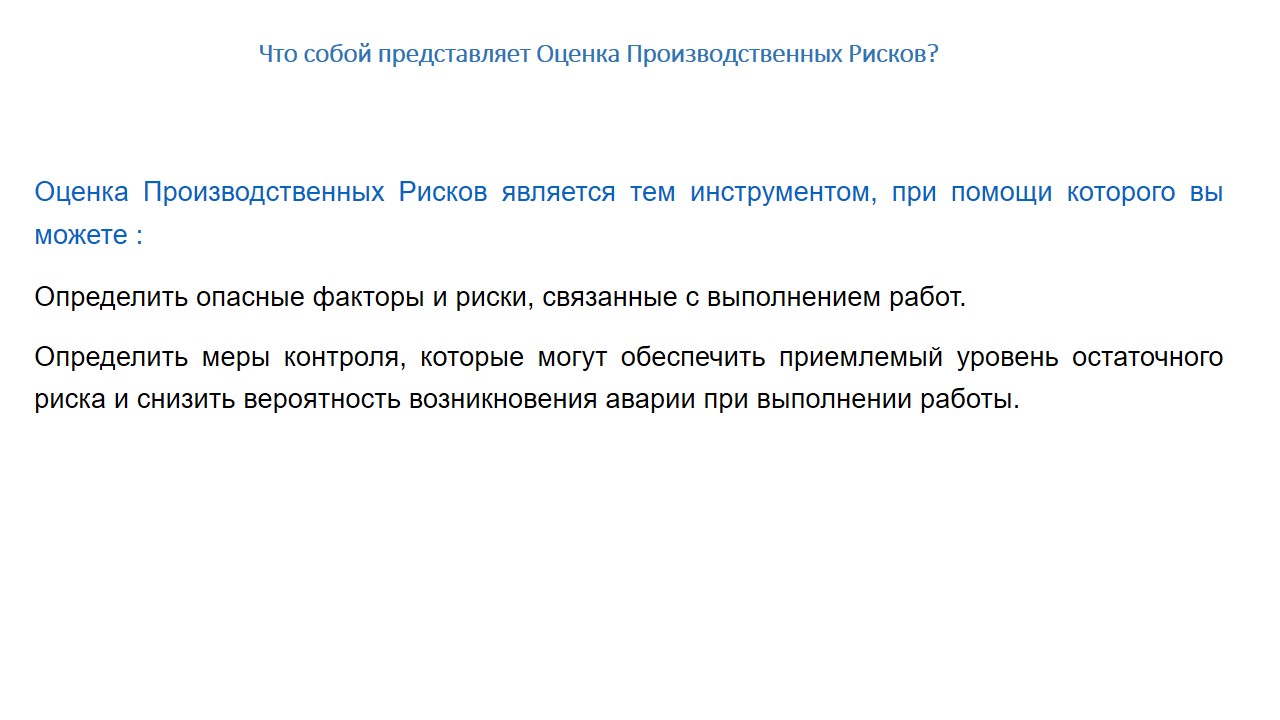 Что собой представляет Оценка Производственных Рисков?
Оценка Производственных Рисков является тем инструментом, при помощи которого вы
можете :
Определить опасные факторы и риски, связанные с выполнением работ.
Определить меры контроля, которые могут обеспечить приемлемый уровень остаточного
риска и снизить вероятность возникновения аварии при выполнении работы.